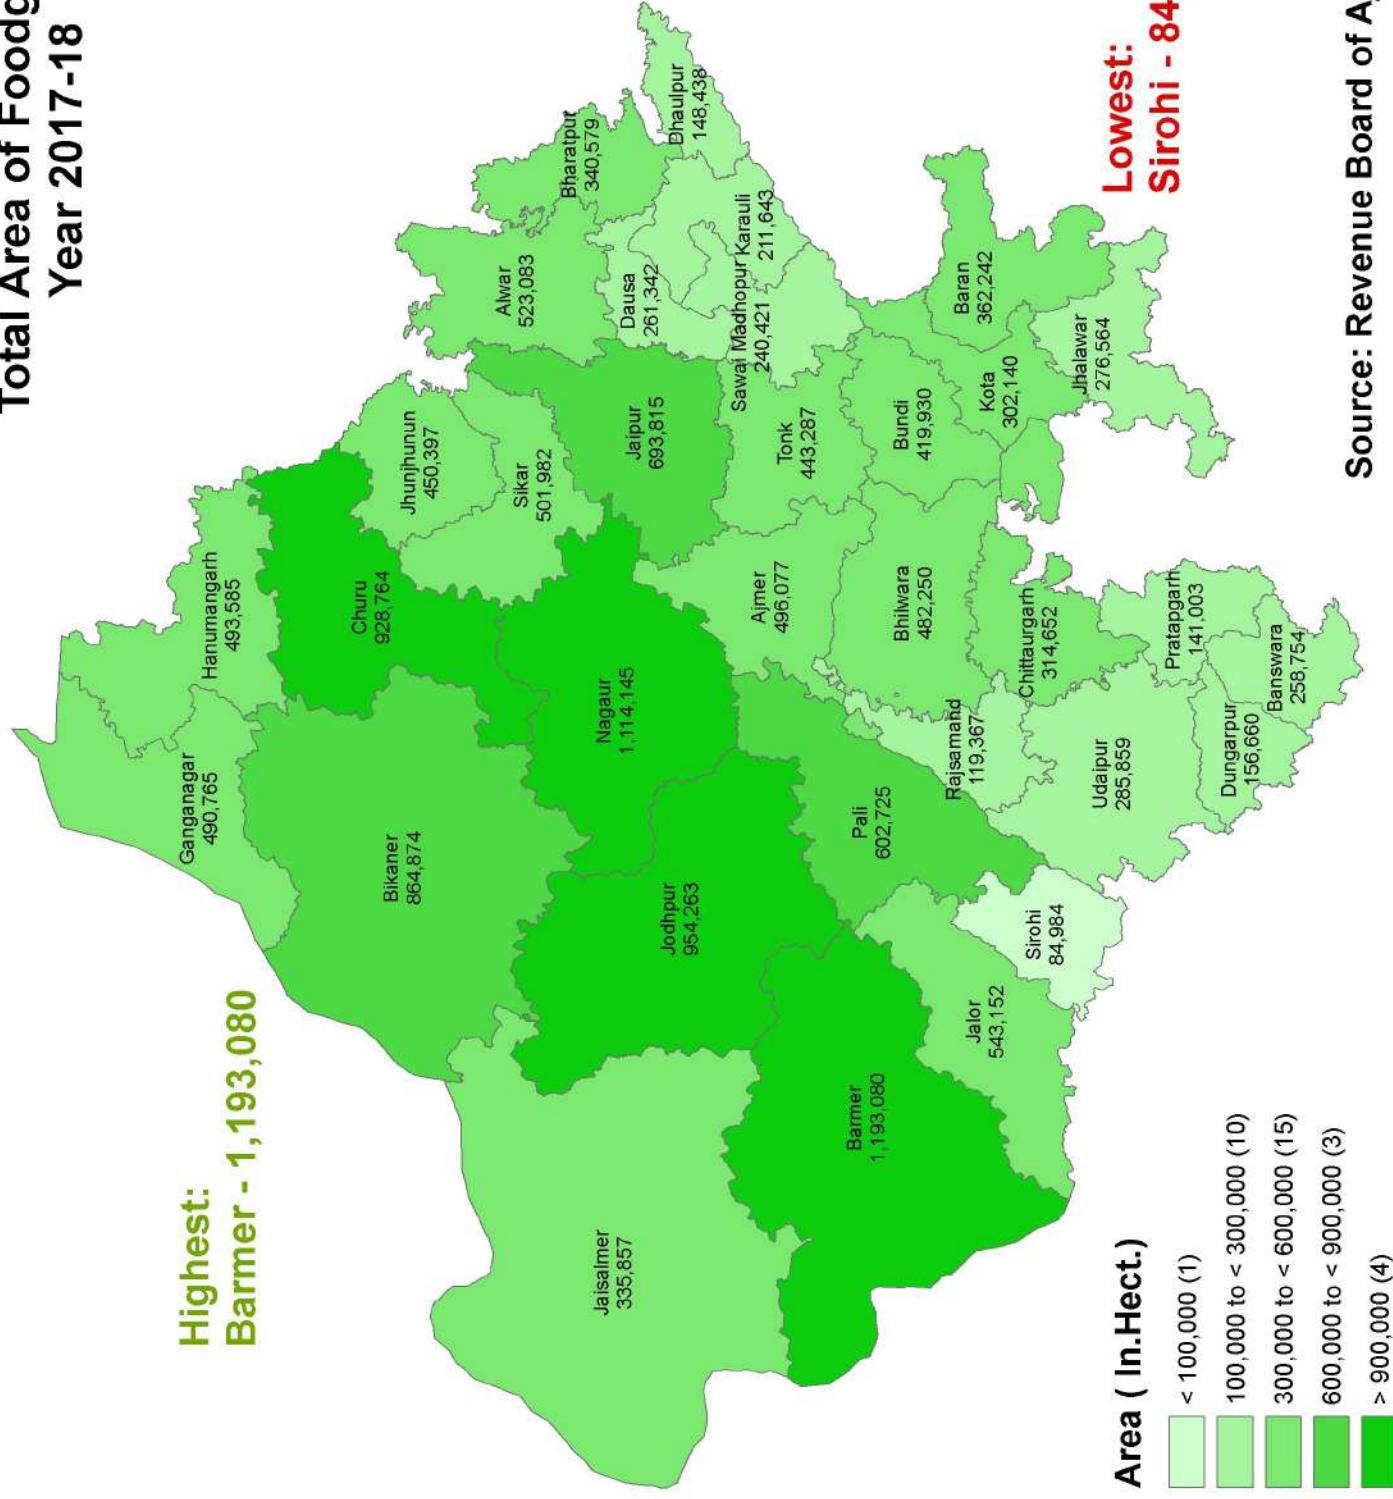 Total Area of Foodg
Year 2017-18
Highest:
Barmer - 1,193,080
Ganganagar
490,765
Hanumangarh
493,585
Bikaner
864,874
Churu
928,764
Jhunjhunun
450,397
Sikar
501,982
Alwar
523,083
Bharatpur
340,579
Dhaulpur
148,438
Dausa
261,342
Jaipur
693,815
Nagaur
1,114,145
Jodhpur
954,263
Jaisalmer
335,857
Barmer
1,193,080
Jalor
543,152
Sirohi
84,984
Pali
602,725
Ajmer
496,077
Tonk
443,287
Sawai Madhopur
240,421
Karauli
211,643
Bundi
419,930
Kota
302,140
Baran
362,242
Jhalawar
276,564
Bhilwara
482,250
Rajsamand
119,367
Chittaurgarh
314,652
Udaipur
285,859
Pratapgarh
141,003
Dungarpur
156,660
Banswara
258,754
Lowest:
Sirohi - 84
Area ( In.Hect.)
< 100,000 (1)
100,000 to < 300,000 (10)
300,000 to < 600,000 (15)
600,000 to < 900,000 (3)
> 900,000 (4)
Source: Revenue Board of A